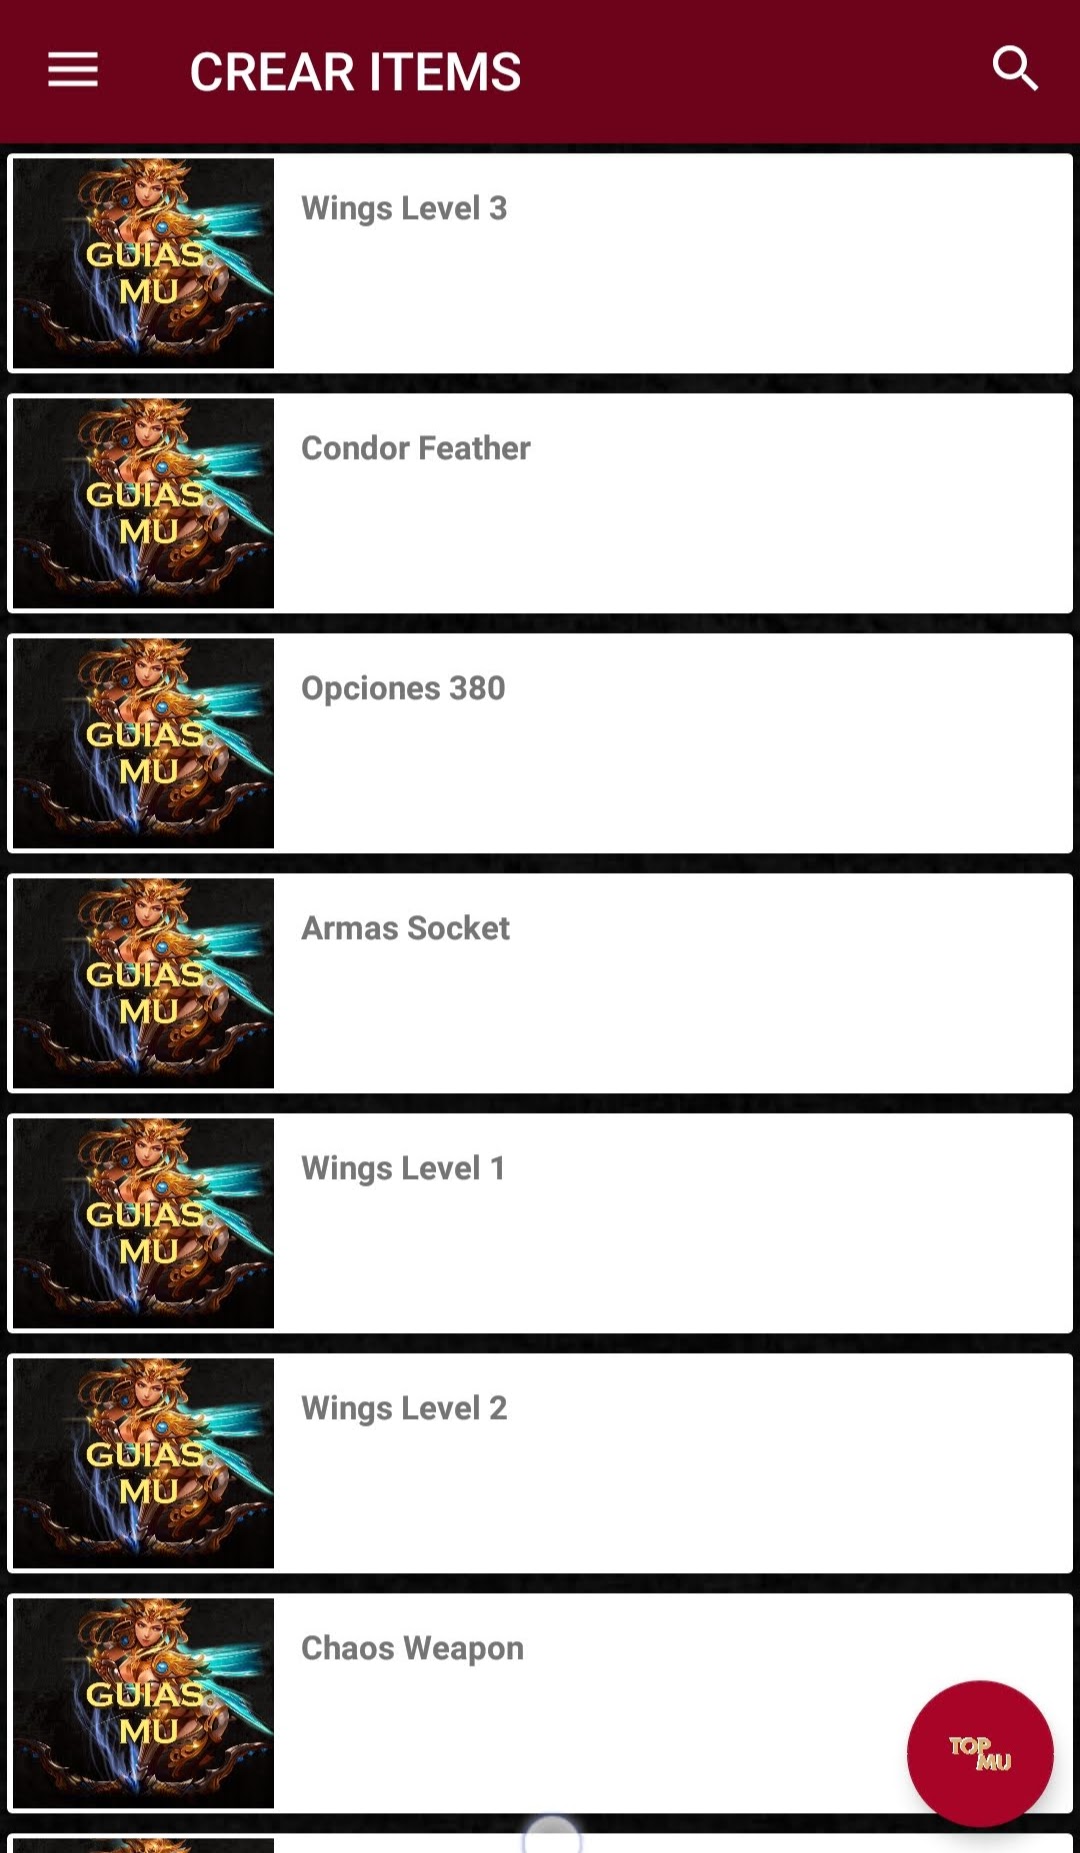 CREAR ITEMS
GUIAS
MU
Wings Level 3
GUIAS
MU
Condor Feather
GUIAS
MU
Opciones 380
GUIAS
MU
Armas Socket
GUIAS
MU
Wings Level 1
GUIAS
MU
Wings Level 2
GUIAS
MU
Chaos Weapon
TOP
MU